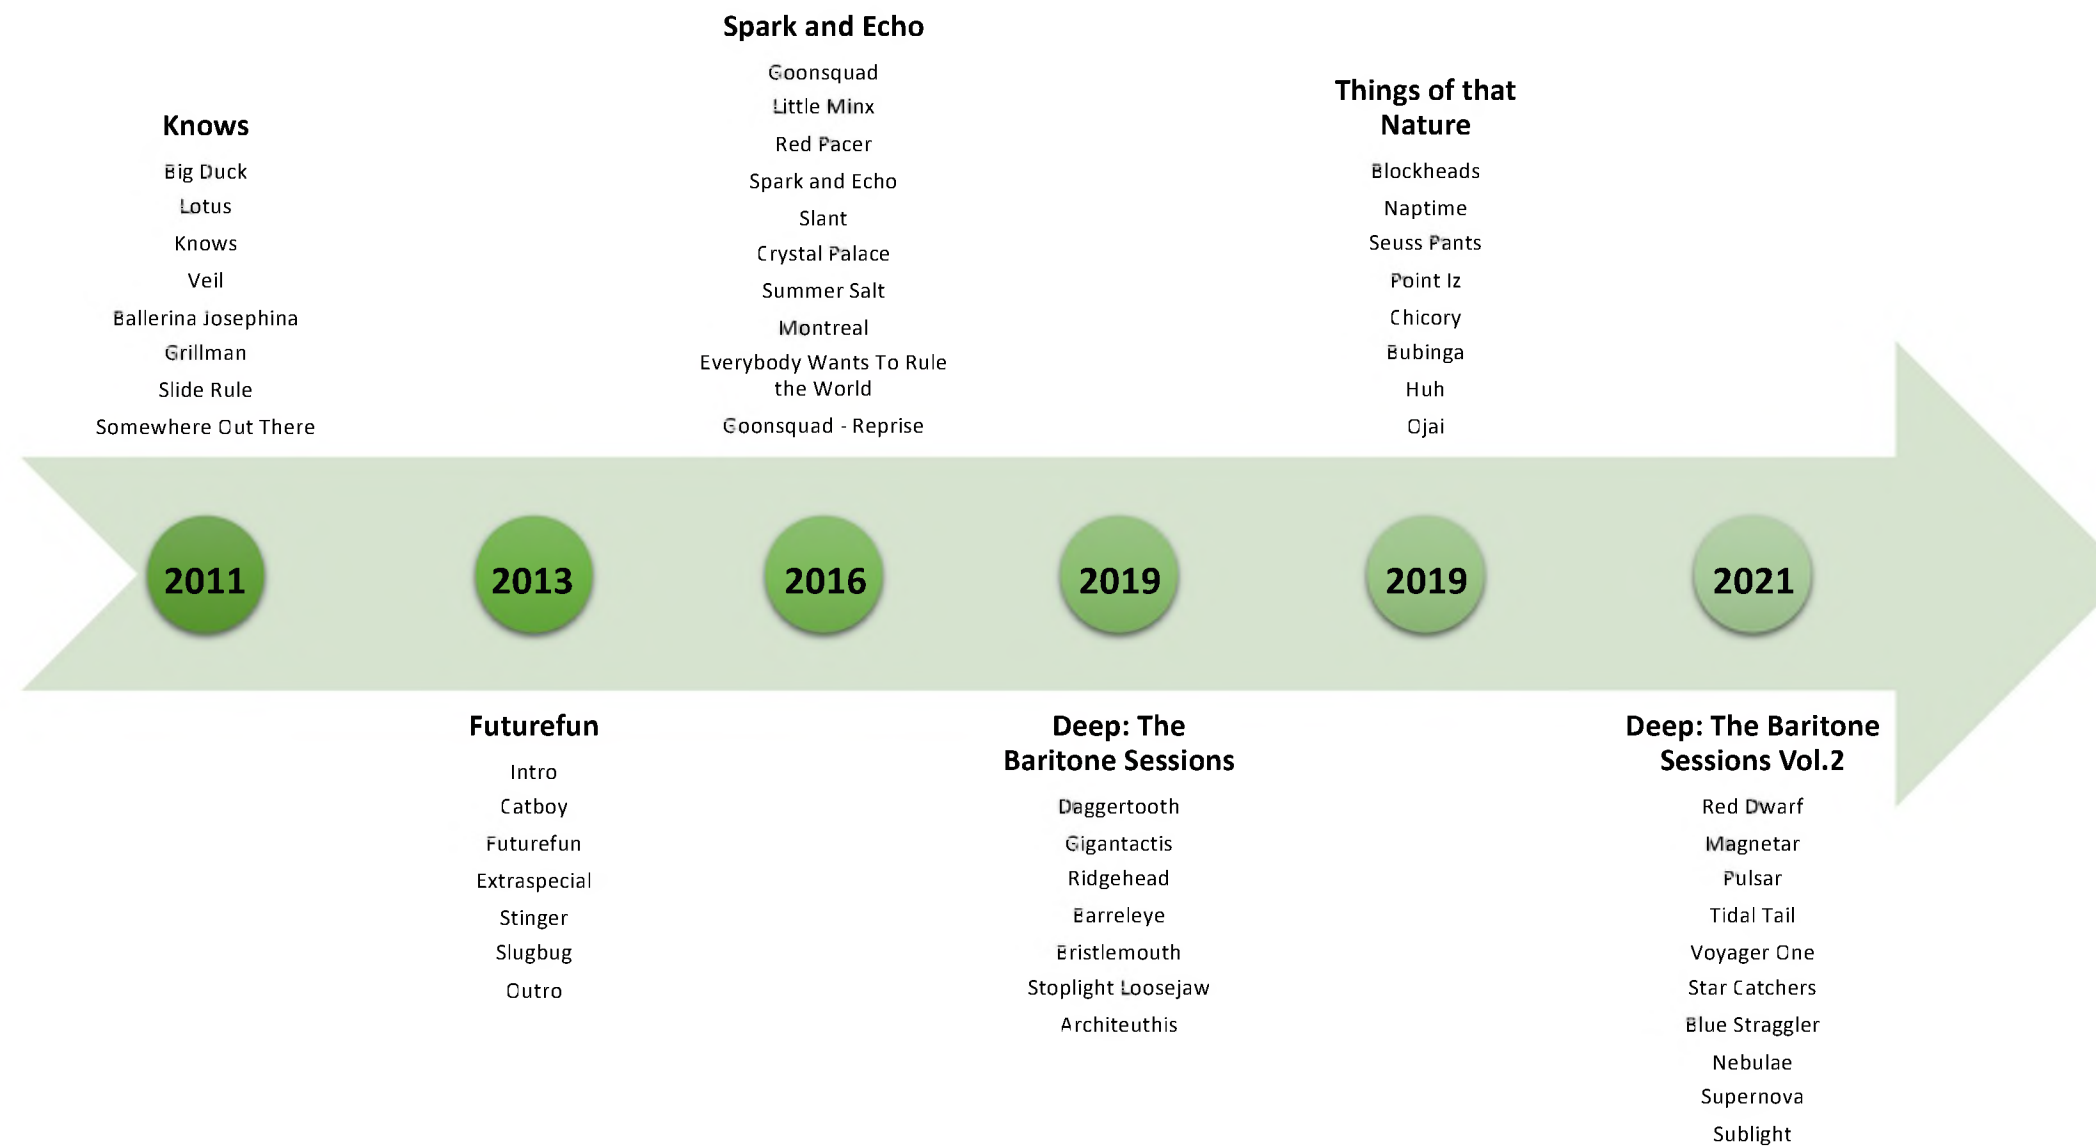 Knows
Big Duck
Lotus
Knows
Veil
Ballerina Josephina
Grillman
Slide Rule
Somewhere Out There
2011
2013
Futurefun
Intro
Catboy
Futurefun
Extraspecial
Stinger
Slugbug
Outro
Spark and Echo
Goonsquad
Little Minx
Red Pacer
Spark and Echo
Slant
Crystal Palace
Summer Salt
Montreal
Everybody Wants To Rule
the World
Goonsquad - Reprise
2016
2019
Deep: The
Baritone Sessions
Daggertooth
Gigantactis
Ridgehead
Barreleye
Bristlemouth
Stoplight Loosejaw
Architeuthis
Things of that
Nature
Blockheads
Naptime
Seuss Pants
Point Iz
Chicory
Bubinga
Huh
Ojai
2019
2021
Deep: The Baritone
Sessions Vol.2
Red Dwarf
Magnetar
Pulsar
Tidal Tail
Voyager One
Star Catchers
Blue Straggler
Nebulae
Supernova
Sublight